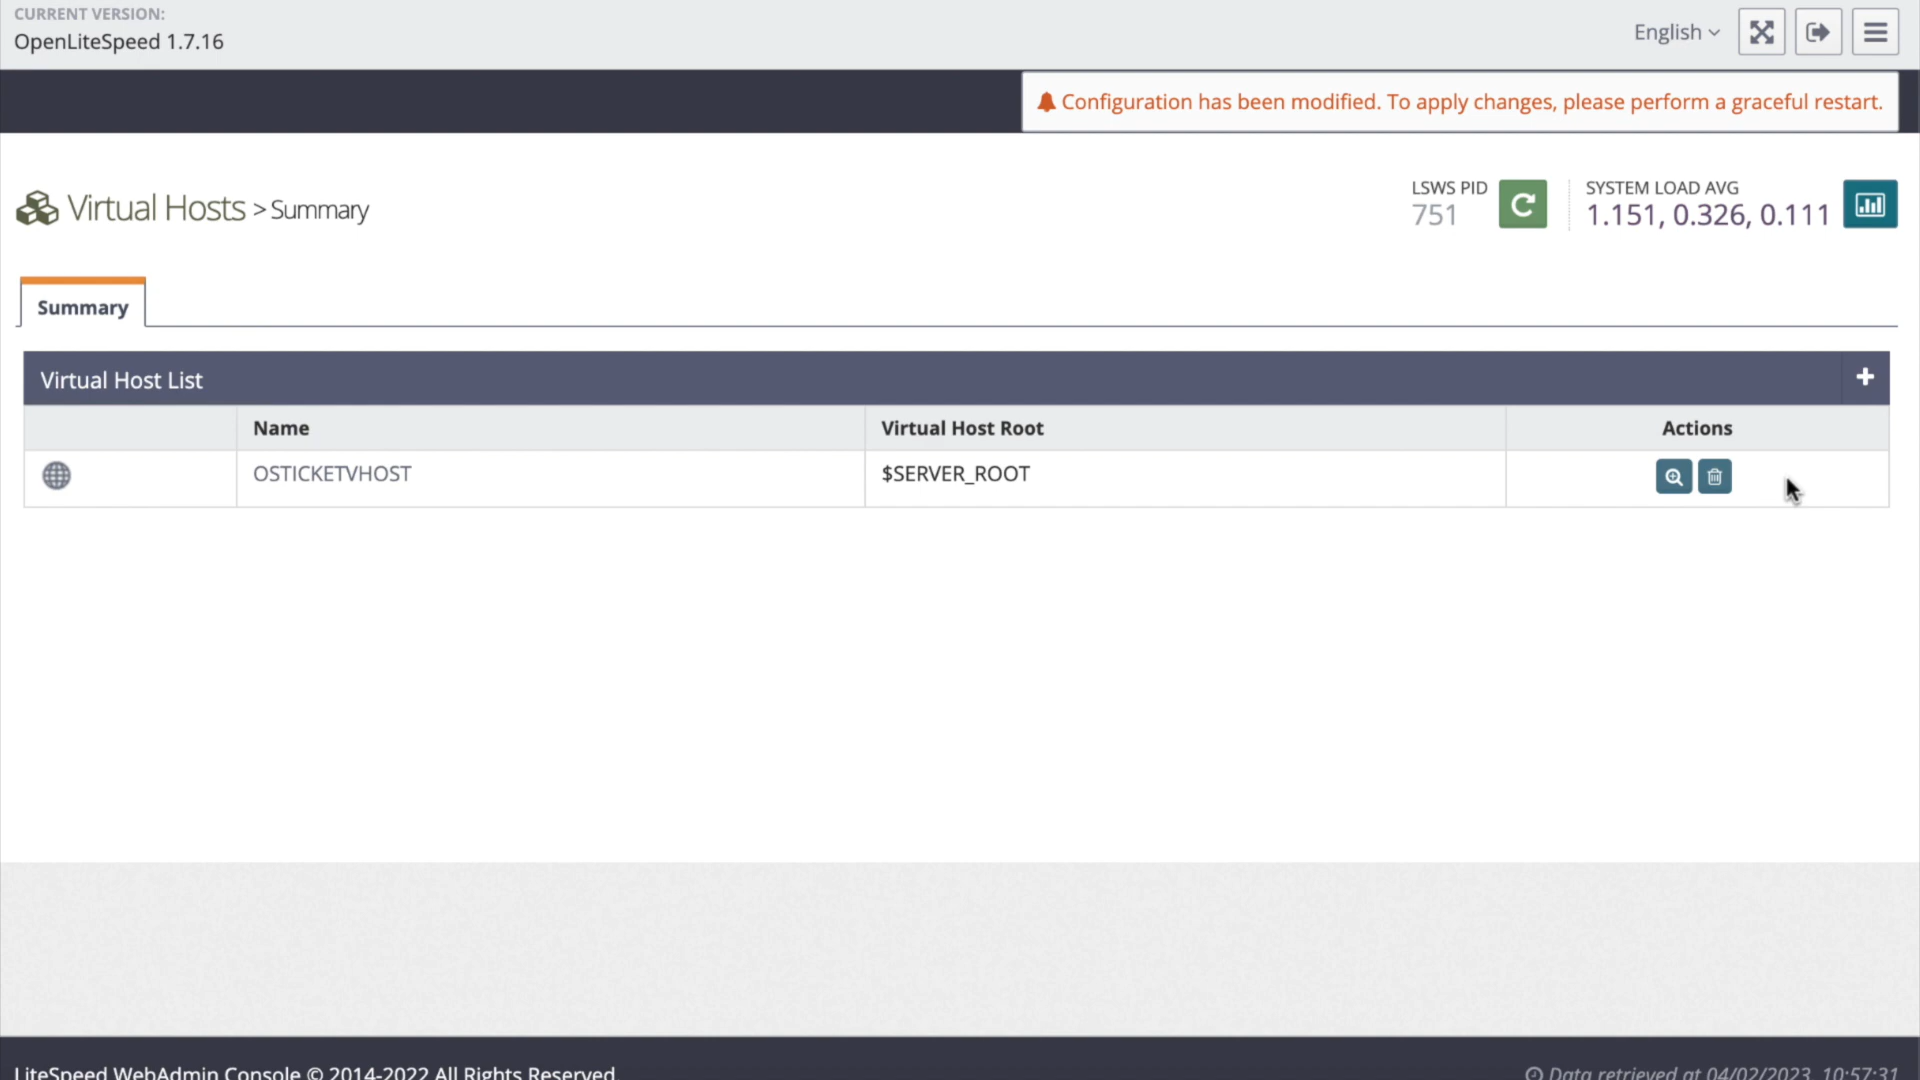 CURRENT VERSION:
OpenLiteSpeed 1.7.16
English
Configuration has been modified. To apply changes, please perform a graceful restart.
Virtual Hosts > Summary
LSWS PID
751
SYSTEM LOAD AVG
1.151, 0.326, 0.111
Summary
Virtual Host List
Name
Virtual Host Root
Actions
OSTICKETVHOST
$SERVER_ROOT
LiteSpeed WebAdmin Console © 2014-2022 All Rights Reserved.
Data retrieved at 04/02/2023, 10:57:31